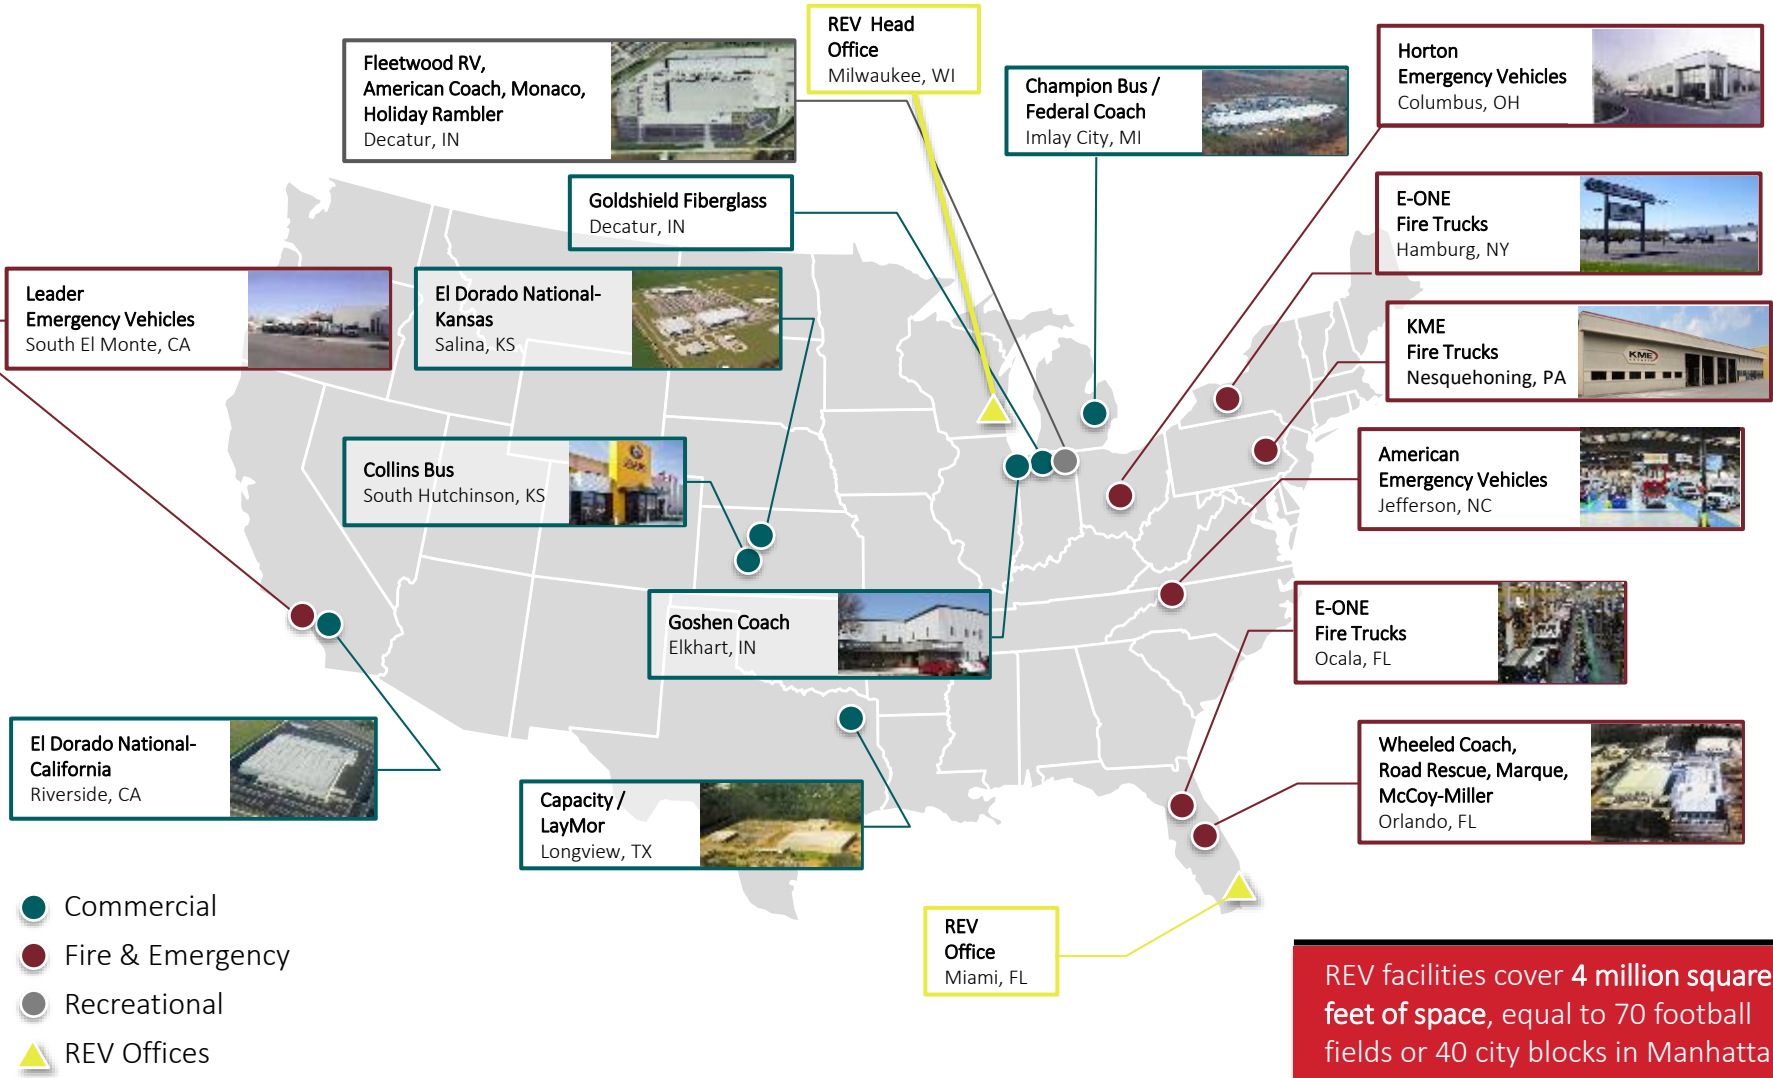 REV Head
Office
Milwaukee, WI
Fleetwood RV,
American Coach, Monaco,
Holiday Rambler
Decatur, IN
Champion Bus /
Federal Coach
Imlay City, MI
Horton
Emergency Vehicles
Columbus, OH
Goldshield Fiberglass
Decatur, IN
E-ONE
Fire Trucks
Hamburg, NY
Leader
Emergency Vehicles
South El Monte, CA
El Dorado National-
Kansas
Salina, KS
KME
Fire Trucks
Nesquehoning, PA
KME
Collins Bus
South Hutchinson, KS
American
Emergency Vehicles
Jefferson, NC
Goshen Coach
Elkhart, IN
E-ONE
Fire Trucks
Ocala, FL
El Dorado National-
California
Riverside, CA
Capacity /
LayMor
Longview, TX
Wheeled Coach,
Road Rescue, Marque,
McCoy-Miller
Orlando, FL
REV
Office
Miami, FL
Commercial
Fire & Emergency
Recreational
REV Offices
REV facilities cover 4 million square
feet of space, equal to 70 football
fields or 40 city blocks in Manhatta